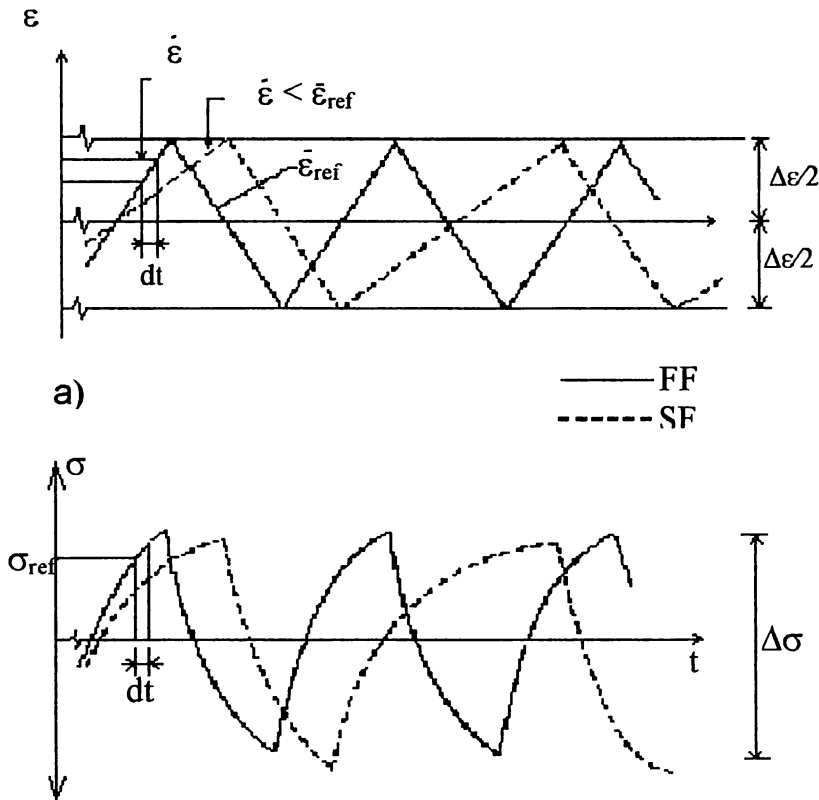 ε
ε̇
ε̇ < ε̄ref
ε̄ref
Δε/2
dt
Δε/2
a)
FF
SF
σ
σref
t
Δσ
dt